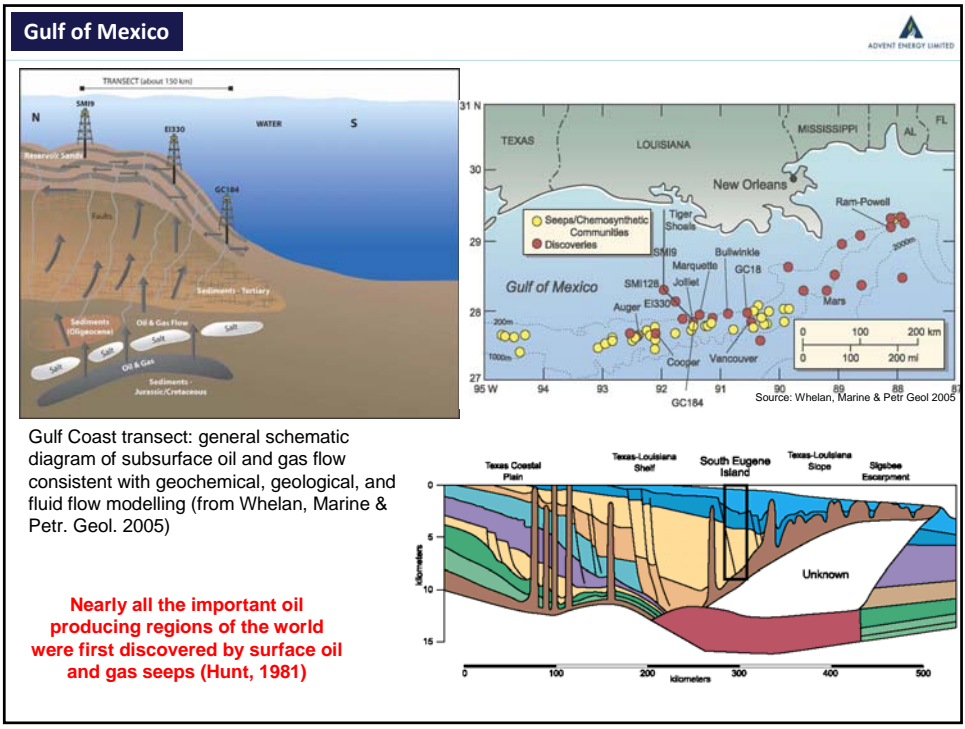 Gulf of Mexico
ADVENT ENERGY LIMITED
TRANSECT (about 150 km)
SMI9
N
EI330
WATER
S
Reservoir Sands
GC184
Faults
Sediments - Tertiary
Sediments
(Oligocene)
Oil & Gas Flow
Salt
Salt
Salt
Salt
Oil & Gas
Sediments -
Jurassic/Cretaceous
31 N
TEXAS
LOUISIANA
MISSISSIPPI
AL
FL
30
New Orleans
Ram-Powell
Seeps/Chemosynthetic
Communities
Discoveries
Tiger
Shoals
29
2000m
SMI9
Bullwinkle
Marquette
GC18
Gulf of Mexico
SMI128
Jolliet
EI330
Mars
Auger
28
200m
0 100 200 km
1000m
0 100 200 mi
Cooper
Vancouver
27
95 W 94 93 92 91 90 89 88 87
GC184
Source: Whelan, Marine & Petr Geol 2005
Gulf Coast transect: general schematic
diagram of subsurface oil and gas flow
consistent with geochemical, geological, and
fluid flow modelling (from Whelan, Marine &
Petr. Geol. 2005)
Nearly all the important oil
producing regions of the world
were first discovered by surface oil
and gas seeps (Hunt, 1981)
Texas Coastal
Plain
Texas-Louisiana
Shelf
South Eugene
Island
Texas-Louisiana
Slope
Sigsbee
Escarpment
0
5
kilometers
10
15
Unknown
0 100 200 300 400 500
kilometers